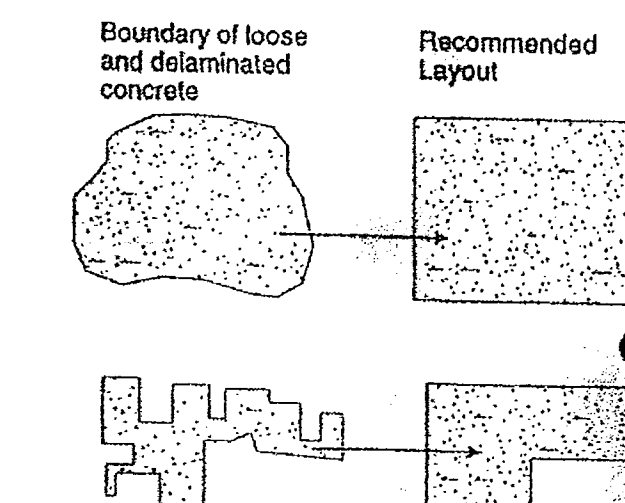 Boundary of loose
and delaminated
concrete
Recommended
Layout